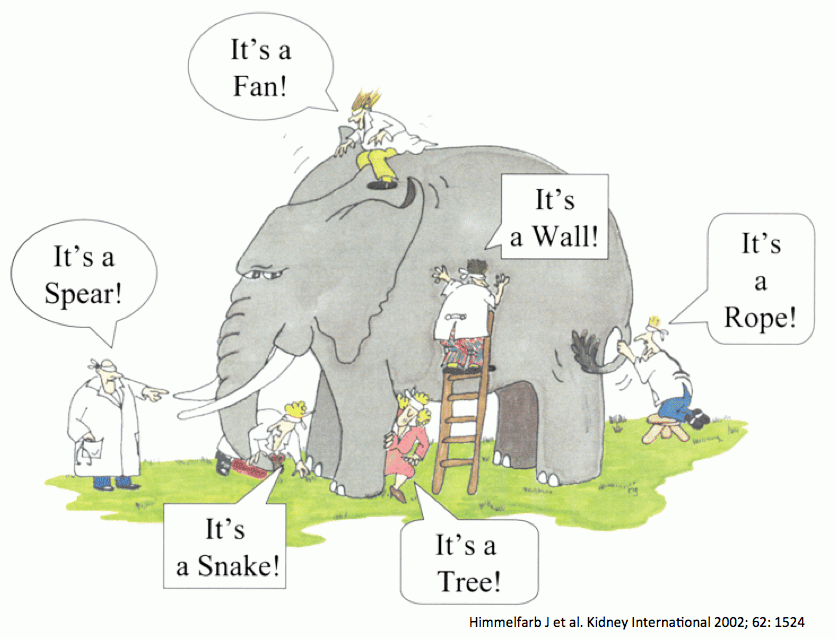 It's a
Fan!
It's
a Wall!
It's
a
Rope!
It's a
Spear!
It's
a Snake!
It's a
Tree!
Himmelfarb J et al. Kidney International 2002; 62: 1524